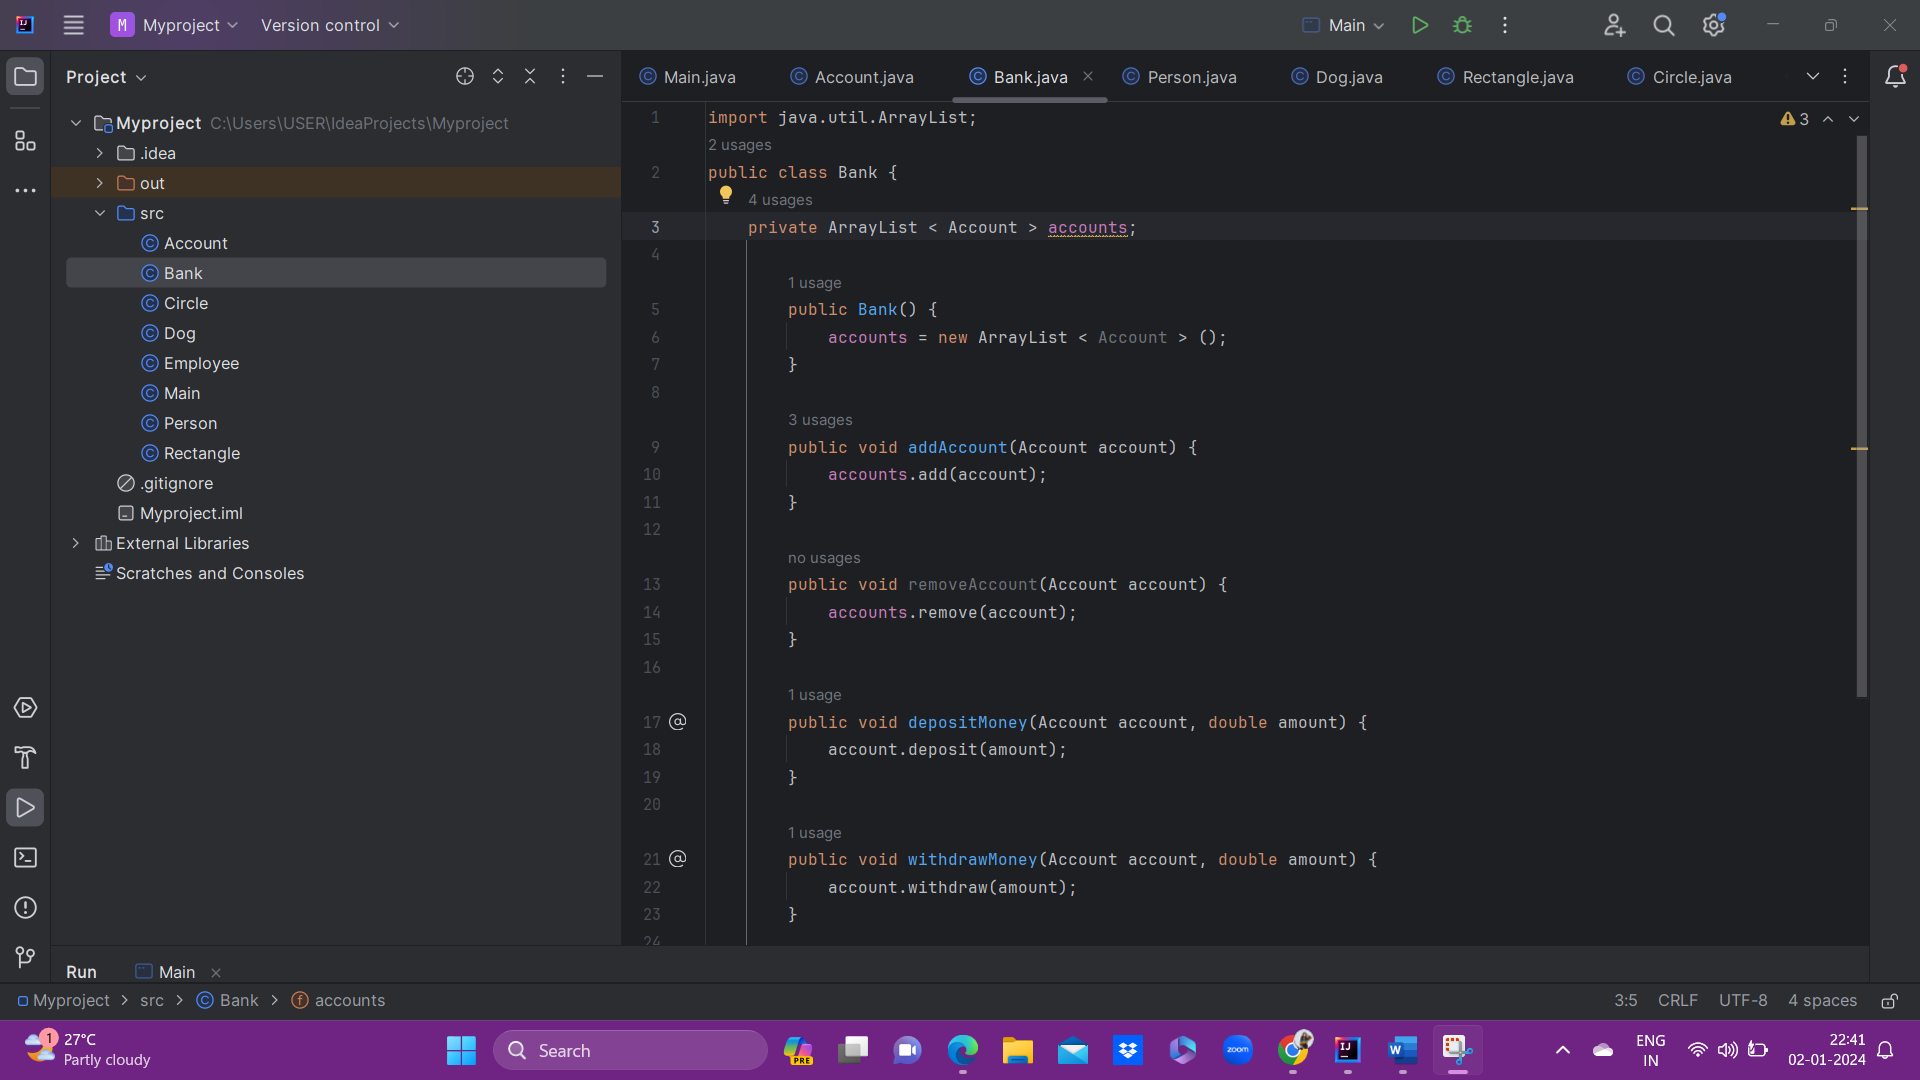 M Myproject Version control Main
Project
Main.java Account.java Bank.java Person.java Dog.java Rectangle.java Circle.java
Myproject C:\Users\USER\IdeaProjects\Myproject
.idea
out
src
Account
Bank
Circle
Dog
Employee
Main
Person
Rectangle
.gitignore
Myproject.iml
External Libraries
Scratches and Consoles
3
1 import java.util.ArrayList;
2 usages
2 public class Bank {
4 usages
3 private ArrayList < Account > accounts;
4
1 usage
5 public Bank() {
6 accounts = new ArrayList < Account > ();
7 }
8
3 usages
9 public void addAccount(Account account) {
10 accounts.add(account);
11 }
12
no usages
13 public void removeAccount(Account account) {
14 accounts.remove(account);
15 }
16
1 usage
17 @ public void depositMoney(Account account, double amount) {
18 account.deposit(amount);
19 }
20
1 usage
21 @ public void withdrawMoney(Account account, double amount) {
22 account.withdraw(amount);
23 }
24
Run Main
Myproject > src > Bank > accounts
3:5 CRLF UTF-8 4 spaces
1
27°C
Partly cloudy
Search
PRE
zoom
IJ
W
ENG
IN
22:41
02-01-2024